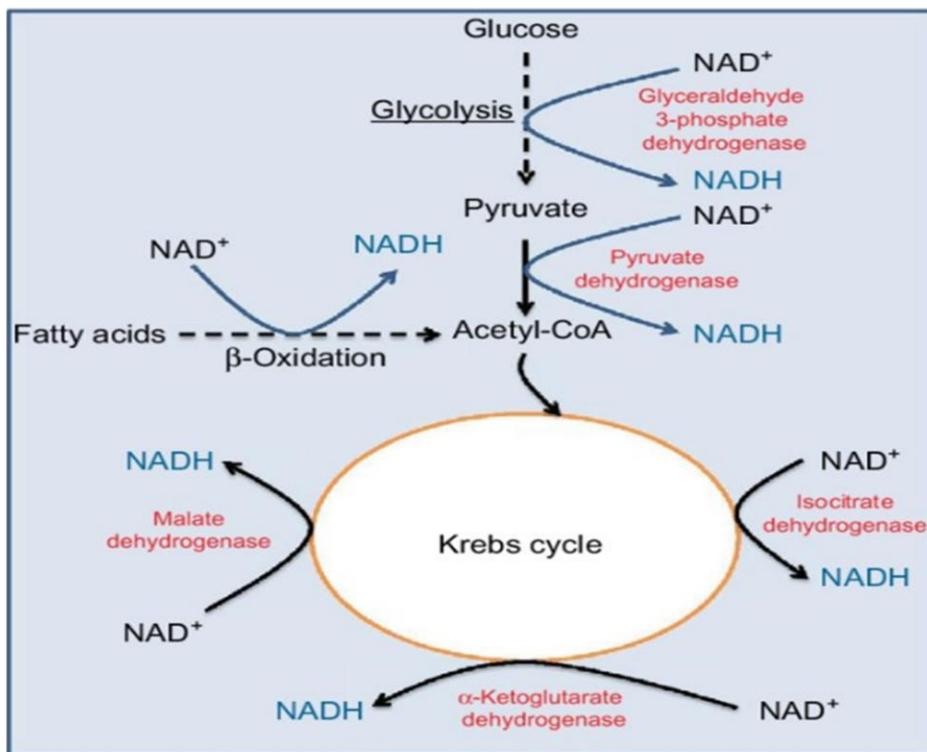 Glucose
NAD⁺
Glycolysis
Glyceraldehyde
3-phosphate
dehydrogenase
NADH
Pyruvate
NAD⁺
NAD⁺
NADH
Pyruvate
dehydrogenase
Fatty acids
β-Oxidation
Acetyl-CoA
NADH
NADH
Malate
dehydrogenase
NAD⁺
Krebs cycle
NAD⁺
Isocitrate
dehydrogenase
NADH
NADH
α-Ketoglutarate
dehydrogenase
NAD⁺